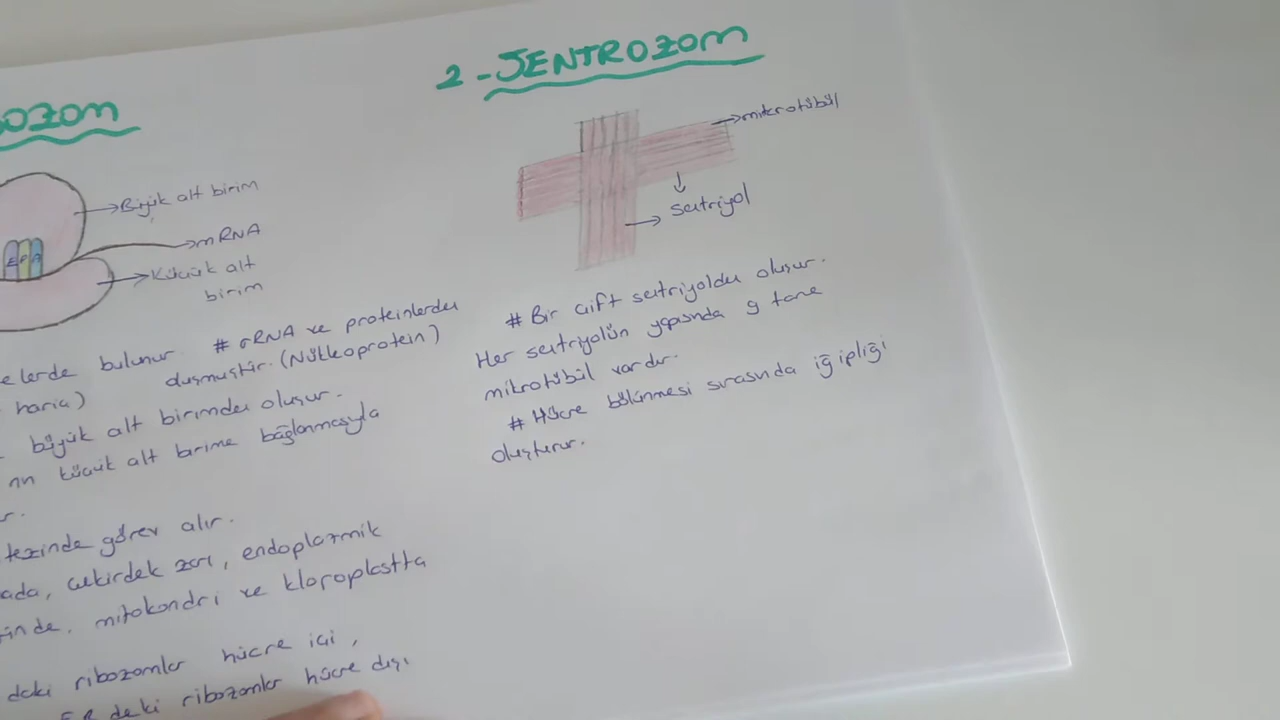 OZOM
Büyük alt birim
mRNA
Küçük alt
birim
E P A
elerde bulunur # rRNA ve proteinlerden
hariç) oluşmuştur. (Nükleoprotein)
büyük alt birimden oluşur.
nın küçük alt birime bağlanmasıyla
r.
tezinde görev alır.
ada, çekirdek zarı, endoplazmik
inde, mitokondri ve kloroplastta
daki ribozomlar hücre içi,
ER deki ribozomlar hücre dışı
2-SENTROZOM
mikrotübül
Sentriyol
# Bir çift sentriyolden oluşur.
Her sentriyolün yapısında 9 tane
mikrotübül vardır.
# Hücre bölünmesi sırasında iğ ipliği
oluşturur.